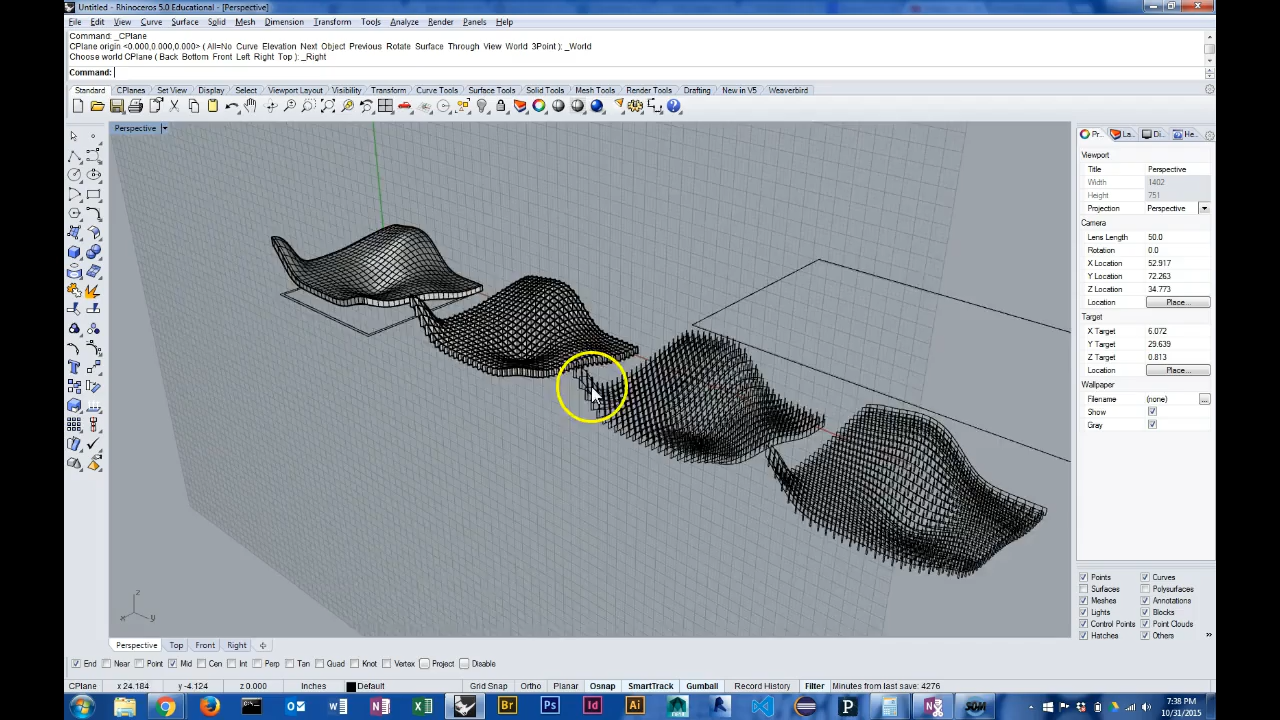 Untitled - Rhinoceros 5.0 Educational - [Perspective]
File Edit View Curve Surface Solid Mesh Dimension Transform Tools Analyze Render Panels Help
Command: _CPlane
CPlane origin <0.000,0.000,0.000> ( All=No Curve Elevation Next Object Previous Rotate Surface Through View World 3Point ): _World
Choose world CPlane ( Back Bottom Front Left Right Top ): _Right
Command:
Standard CPlanes Set View Display Select Viewport Layout Visibility Transform Curve Tools Surface Tools Solid Tools Mesh Tools Render Tools Drafting New in V5 Weaverbird
Perspective
Pr... La... Di... He...
Viewport
Title Perspective
Width 1402
Height 751
Projection Perspective
Camera
Lens Length 50.0
Rotation 0.0
X Location 52.917
Y Location 72.263
Z Location 34.773
Location Place...
Target
X Target 6.072
Y Target 29.639
Z Target 0.813
Location Place...
Wallpaper
Filename (none) ...
Show
Gray
z
x y
Points Curves
Surfaces Polysurfaces
Meshes Annotations
Lights Blocks
Control Points Point Clouds
Hatches Others »
Perspective Top Front Right
End Near Point Mid Cen Int Perp Tan Quad Knot Vertex Project Disable
CPlane x 24.184 y -4.124 z 0.000 Inches Default Grid Snap Ortho Planar Osnap SmartTrack Gumball Record History Filter Minutes from last save: 4276
7:38 PM
10/31/2015